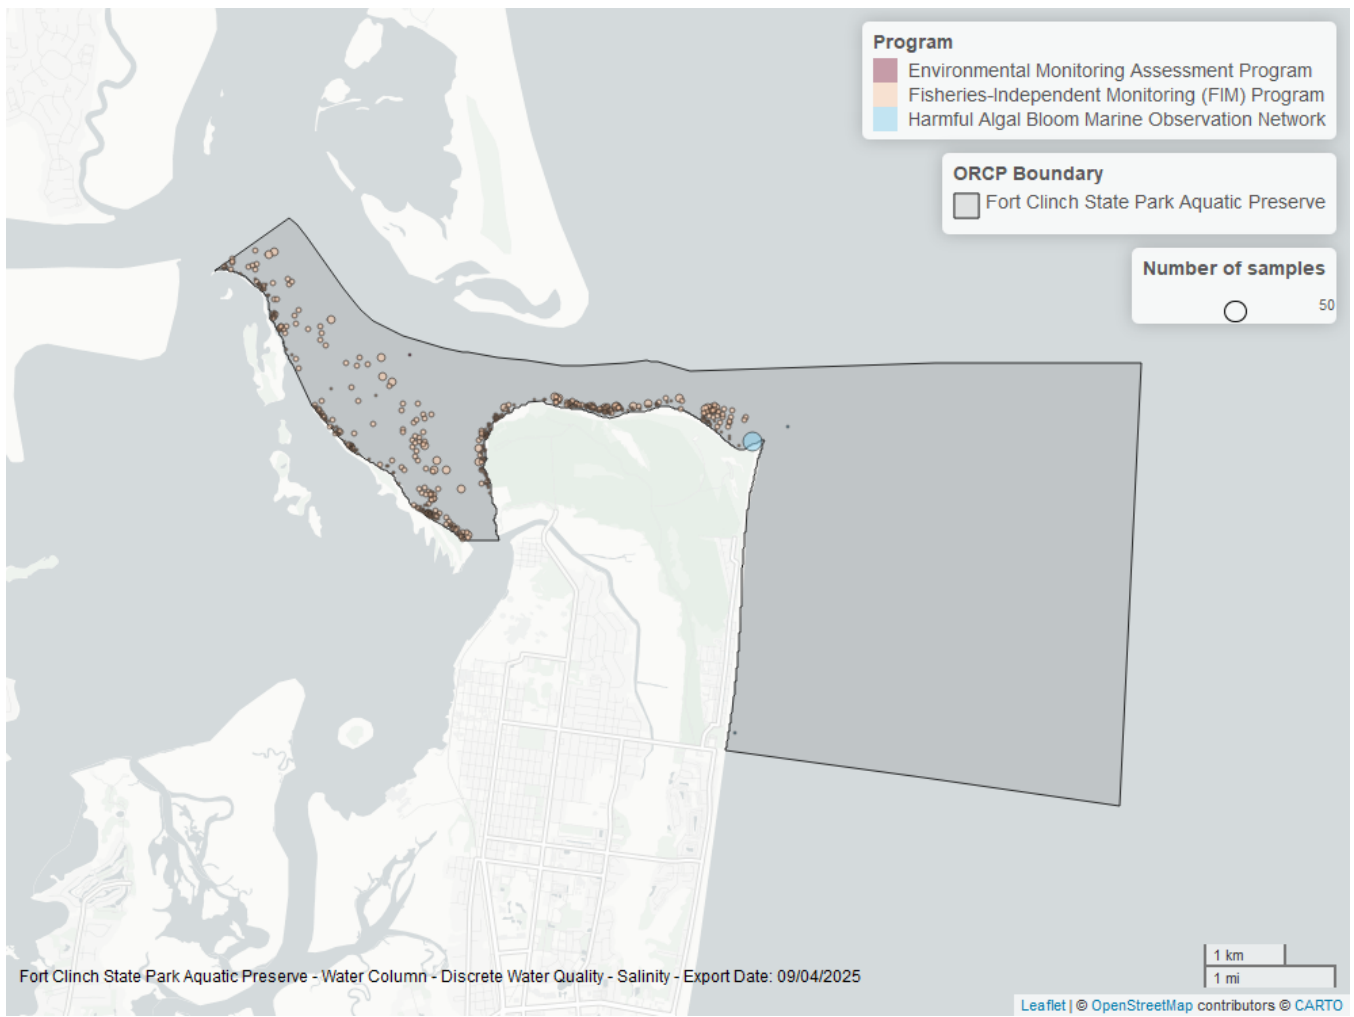 Program
Environmental Monitoring Assessment Program
Fisheries-Independent Monitoring (FIM) Program
Harmful Algal Bloom Marine Observation Network
ORCP Boundary
Fort Clinch State Park Aquatic Preserve
Number of samples
50
1 km
Fort Clinch State Park Aquatic Preserve - Water Column - Discrete Water Quality - Salinity - Export Date: 09/04/2025
1 mi
Leaflet | © OpenStreetMap contributors © CARTO